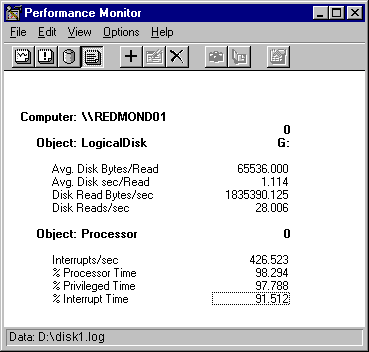 Performance Monitor
File Edit View Options Help
Computer: \\REDMOND01
0
Object: LogicalDisk G:
Avg. Disk Bytes/Read 65536.000
Avg. Disk sec/Read 1.114
Disk Read Bytes/sec 1835390.125
Disk Reads/sec 28.006
Object: Processor 0
Interrupts/sec 426.523
% Processor Time 98.294
% Privileged Time 97.788
% Interrupt Time 91.512
Data: D:\disk1.log